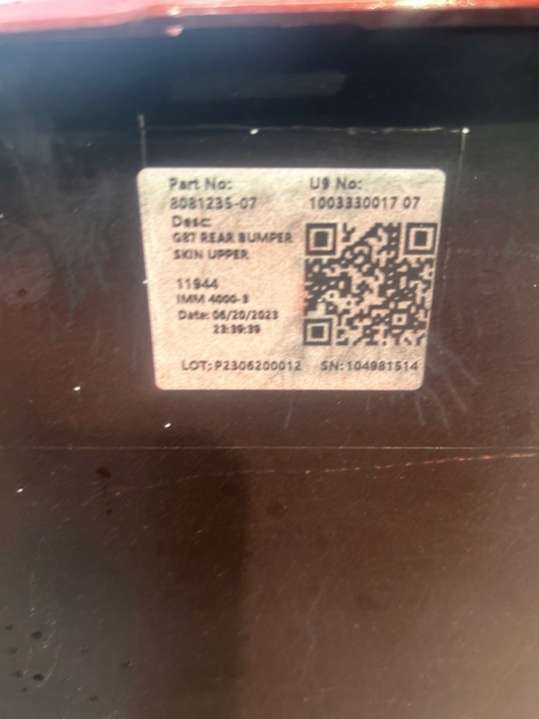 Part No:
8081235-07
U9 No:
1003330017 07
Desc:
G87 REAR BUMPER
SKIN UPPER
11944
IMM 4000-3
Date: 06/20/2023
23:39:39
LOT: P2306200012
SN: 104981514